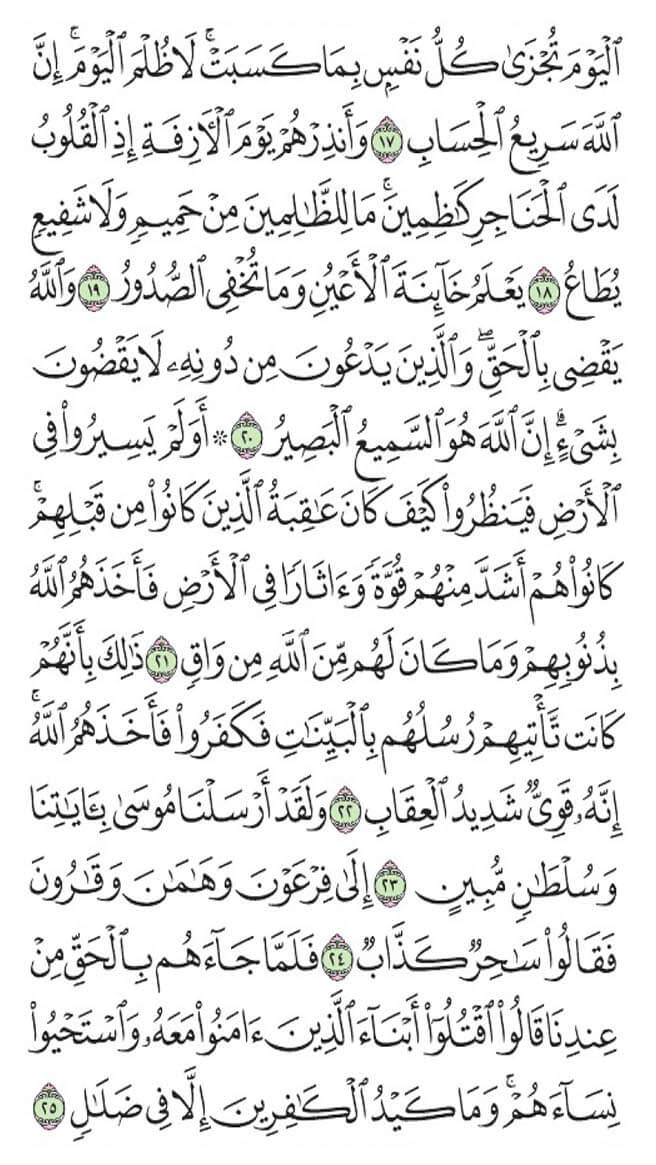 ٱلۡيَوۡمَ تُجۡزَىٰ كُلُّ نَفۡسِۭ بِمَا كَسَبَتۡۚ لَا ظُلۡمَ ٱلۡيَوۡمَۚ إِنَّ
ٱللَّهَ سَرِيعُ ٱلۡحِسَابِ ١٧ وَأَنذِرۡهُمۡ يَوۡمَ ٱلۡأٓزِفَةِ إِذِ ٱلۡقُلُوبُ
لَدَى ٱلۡحَنَاجِرِ كَٰظِمِينَۚ مَا لِلظَّٰلِمِينَ مِنۡ حَمِيمٖ وَلَا شَفِيعٖ
يُطَاعُ ١٨ يَعۡلَمُ خَآئِنَةَ ٱلۡأَعۡيُنِ وَمَا تُخۡفِي ٱلصُّدُورُ ١٩ وَٱللَّهُ
يَقۡضِي بِٱلۡحَقِّۖ وَٱلَّذِينَ يَدۡعُونَ مِن دُونِهِۦ لَا يَقۡضُونَ
بِشَيۡءٍۗ إِنَّ ٱللَّهَ هُوَ ٱلسَّمِيعُ ٱلۡبَصِيرُ ٢٠ ۞ أَوَلَمۡ يَسِيرُواْ فِي
ٱلۡأَرۡضِ فَيَنظُرُواْ كَيۡفَ كَانَ عَٰقِبَةُ ٱلَّذِينَ كَانُواْ مِن قَبۡلِهِمۡۚ
كَانُواْ هُمۡ أَشَدَّ مِنۡهُمۡ قُوَّةٗ وَءَاثَارٗا فِي ٱلۡأَرۡضِ فَأَخَذَهُمُ ٱللَّهُ
بِذُنُوبِهِمۡ وَمَا كَانَ لَهُم مِّنَ ٱللَّهِ مِن وَاقٖ ٢١ ذَٰلِكَ بِأَنَّهُمۡ
كَانَت تَّأۡتِيهِمۡ رُسُلُهُم بِٱلۡبَيِّنَٰتِ فَكَفَرُواْ فَأَخَذَهُمُ ٱللَّهُۚ
إِنَّهُۥ قَوِيّٞ شَدِيدُ ٱلۡعِقَابِ ٢٢ وَلَقَدۡ أَرۡسَلۡنَا مُوسَىٰ بِـَٔايَٰتِنَا
وَسُلۡطَٰنٖ مُّبِينٍ ٢٣ إِلَىٰ فِرۡعَوۡنَ وَهَٰمَٰنَ وَقَٰرُونَ
فَقَالُواْ سَٰحِرٞ كَذَّابٞ ٢٤ فَلَمَّا جَآءَهُم بِٱلۡحَقِّ مِنۡ
عِندِنَا قَالُواْ ٱقۡتُلُوٓاْ أَبۡنَآءَ ٱلَّذِينَ ءَامَنُواْ مَعَهُۥ وَٱسۡتَحۡيُواْ
نِسَآءَهُمۡۚ وَمَا كَيۡدُ ٱلۡكَٰفِرِينَ إِلَّا فِي ضَلَٰلٖ ٢٥